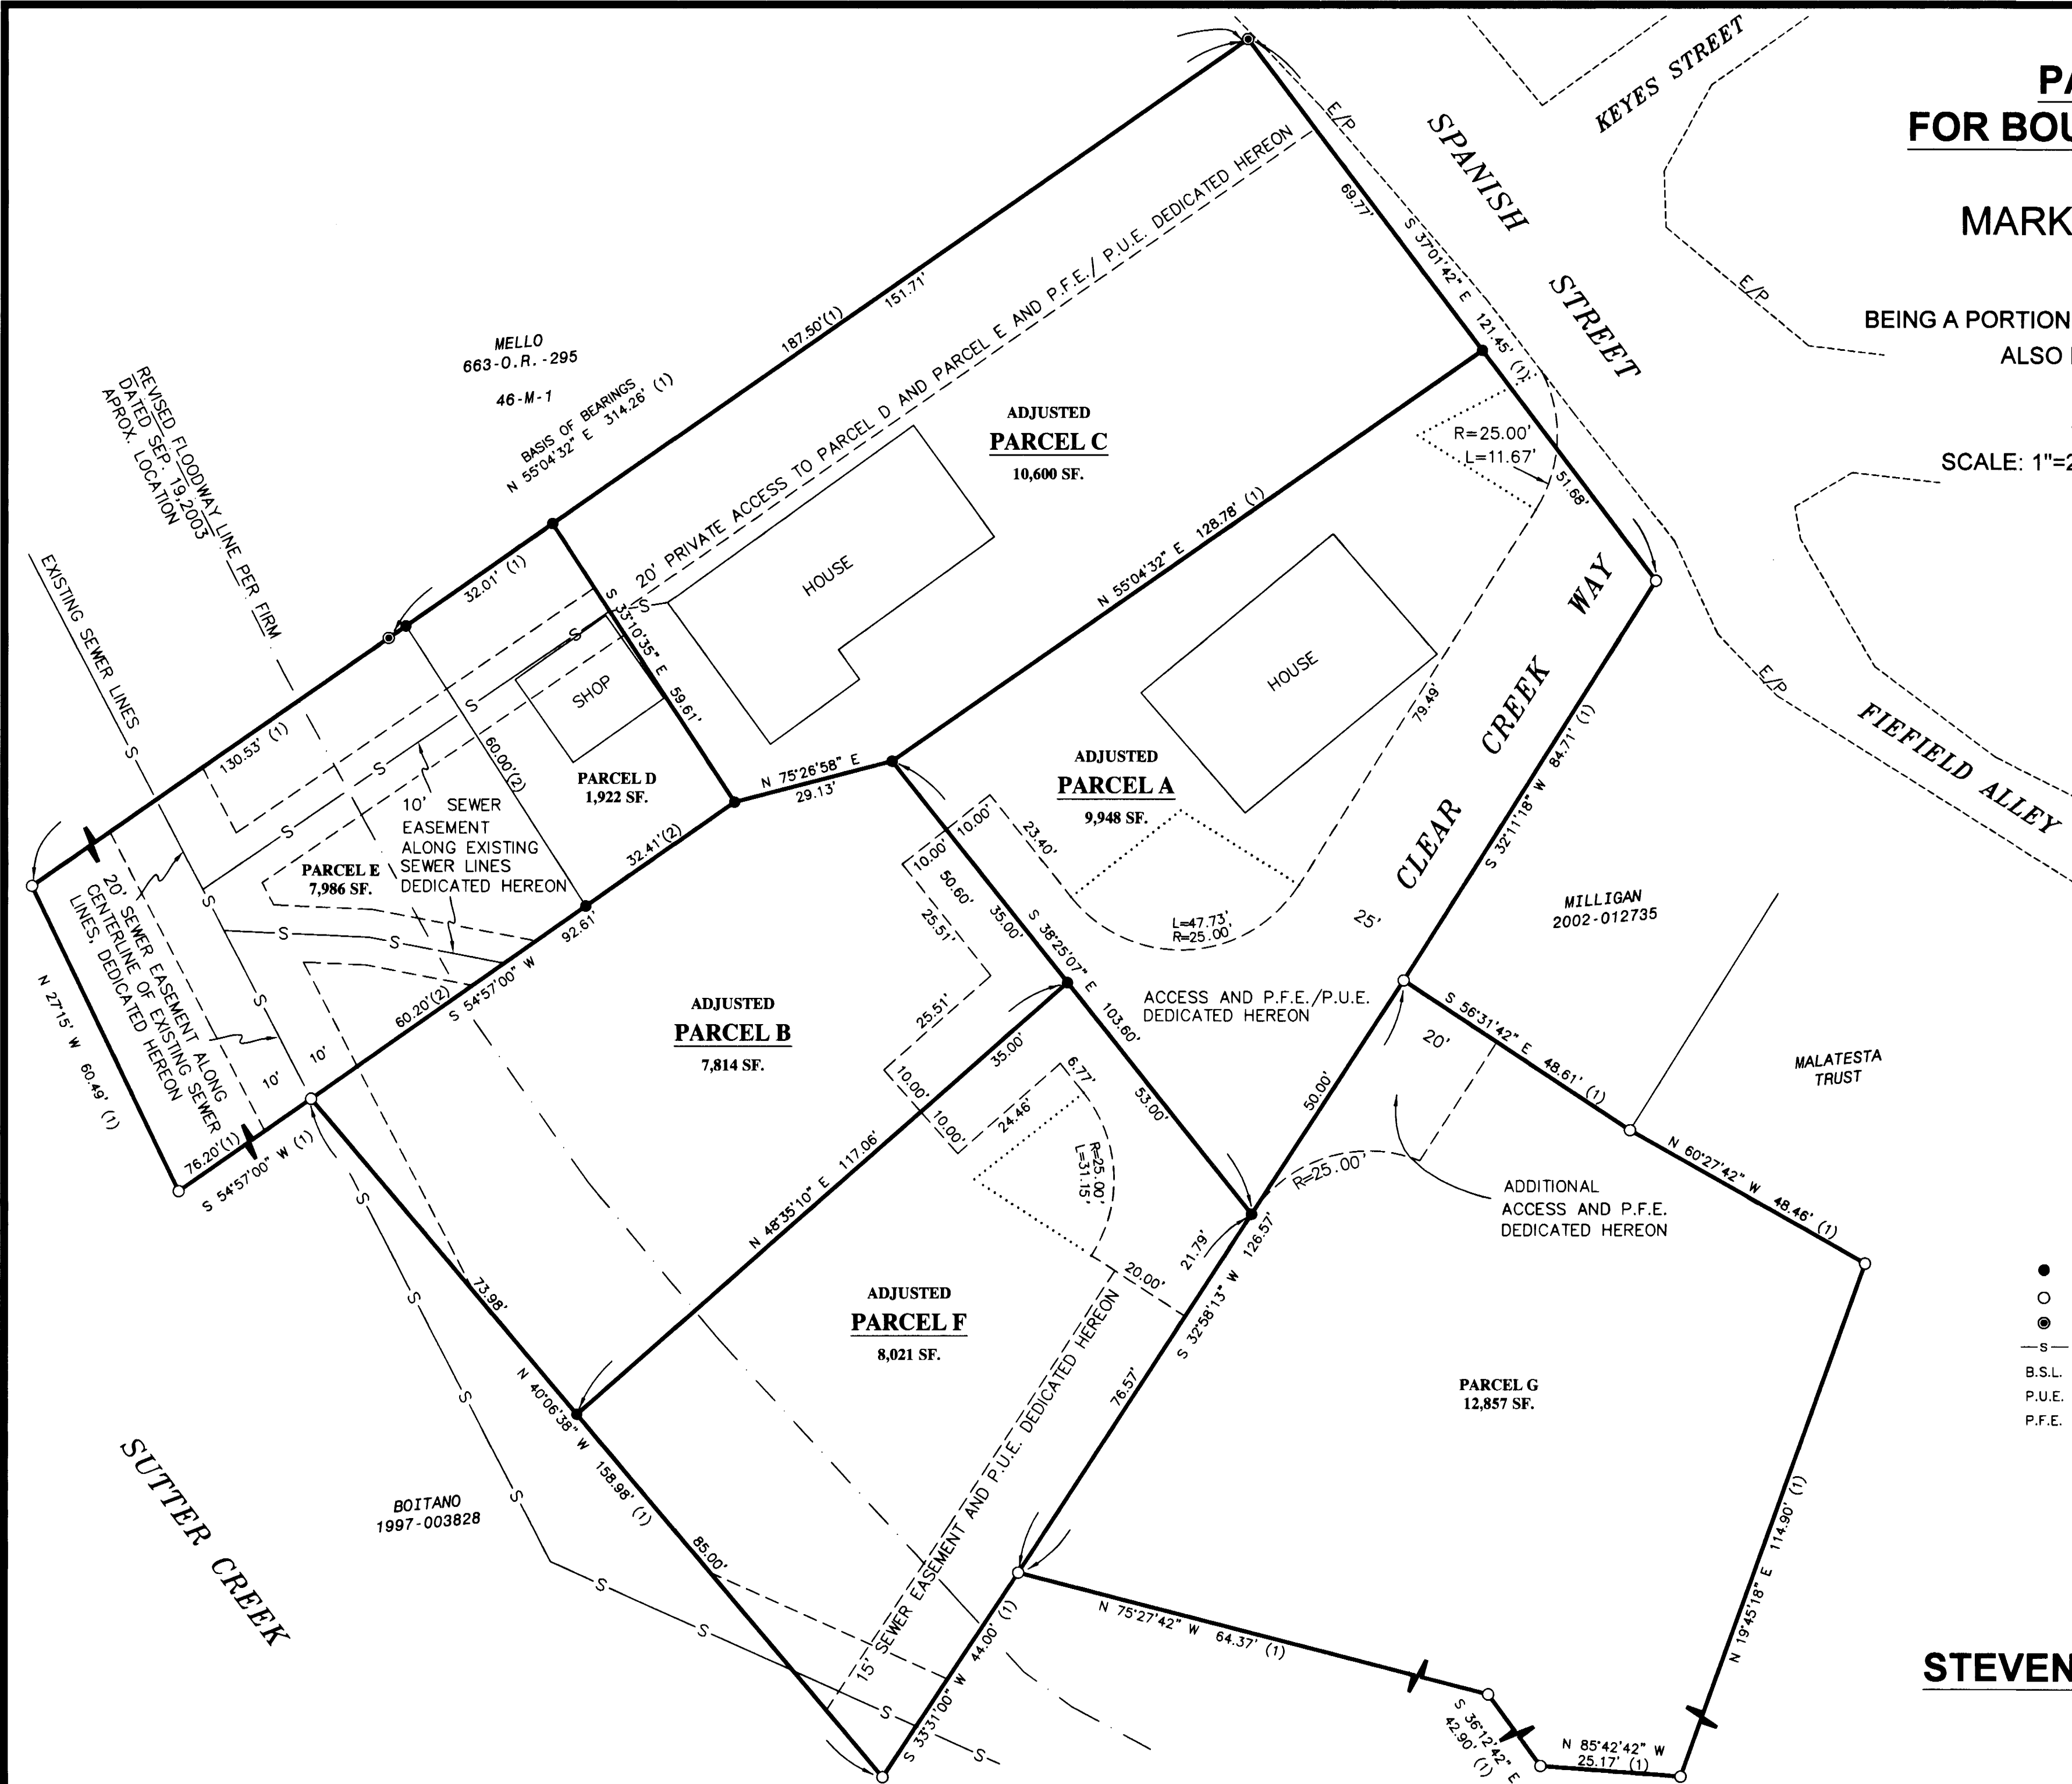 KEYES STREET
SPANISH
STREET
E/P
E/P
E/P
PA
FOR BOU
MARK
BEING A PORTION
ALSO
SCALE: 1"=2
69.77'
S 37°01'42" E 121.45' (1)
51.68'
187.50'(1)
151.71'
20' PRIVATE ACCESS TO PARCEL D AND PARCEL E AND P.F.E./ P.U.E. DEDICATED HEREON
MELLO
663-O.R.-295
46-M-1
BASIS OF BEARINGS
N 55°04'32" E 314.26' (1)
REVISED FLOODWAY LINE PER FIRM
DATED SEP. 19,2003
APROX. LOCATION
EXISTING SEWER LINES
ADJUSTED
PARCEL C
10,600 SF.
R=25.00'
L=11.67'
HOUSE
N 55°04'32" E 128.78' (1)
32.01' (1)
S 33°10'35" E 59.61'
SHOP
HOUSE
CLEAR CREEK WAY
79.49'
FIEFIELD ALLEY
130.53' (1)
60.00'(2)
PARCEL D
1,922 SF.
N 75°26'58" E
29.13'
ADJUSTED
PARCEL A
9,948 SF.
S 32°11'18" W 84.71' (1)
10' SEWER
EASEMENT
ALONG EXISTING
SEWER LINES
DEDICATED HEREON
32.41'(2)
PARCEL E
7,986 SF.
10.00'
10.00'
23.40'
50.60'
35.00'
25.51'
S 38°25'07" E 103.60'
L=47.73'
R=25.00'
25'
MILLIGAN
2002-012735
20' SEWER EASEMENT ALONG
CENTERLINE OF EXISTING SEWER
LINES, DEDICATED HEREON
92.61'
60.20'(2)
S 54°57'00" W
10'
10'
N 27°15' W 60.49' (1)
76.20'(1)
S 54°57'00" W (1)
ADJUSTED
PARCEL B
7,814 SF.
25.51'
35.00'
10.00'
10.00'
24.46'
6.77'
53.00'
ACCESS AND P.F.E./P.U.E.
DEDICATED HEREON
S 56°31'42" E 48.61' (1)
20'
50.00'
MALATESTA
TRUST
R=25.00'
L=31.15'
R=25.00'
N 60°27'42" W 48.46' (1)
ADDITIONAL
ACCESS AND P.F.E.
DEDICATED HEREON
N 48°35'10" E 117.06'
21.79'
20.00'
S 32°58'13" W 126.57'
76.57'
73.98'
N 40°06'38" W 158.98' (1)
85.00'
ADJUSTED
PARCEL F
8,021 SF.
15' SEWER EASEMENT AND P.U.E. DEDICATED HEREON
PARCEL G
12,857 SF.
S
B.S.L.
P.U.E.
P.F.E.
BOITANO
1997-003828
SUTTER CREEK
S 33°31'00" W 44.00' (1)
N 75°27'42" W 64.37' (1)
N 19°45'18" E 114.90' (1)
S 36°12'42" E
42.90' (1)
N 85°42'42" W
25.17' (1)
STEVEN